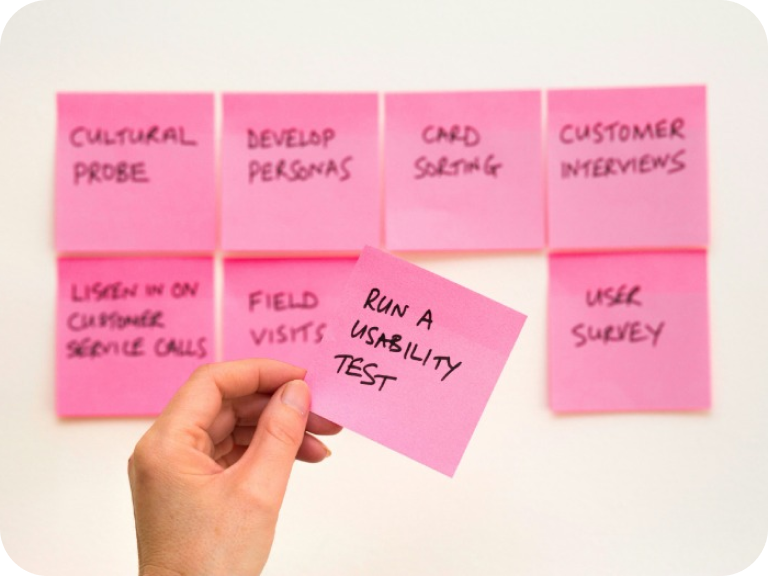 CULTURAL
PROBE
DEVELOP
PERSONAS
CARD
SORTING
CUSTOMER
INTERVIEWS
LISTEN IN ON
CUSTOMER
SERVICE CALLS
FIELD
VISITS
RUN A
USABILITY
TEST
USER
SURVEY